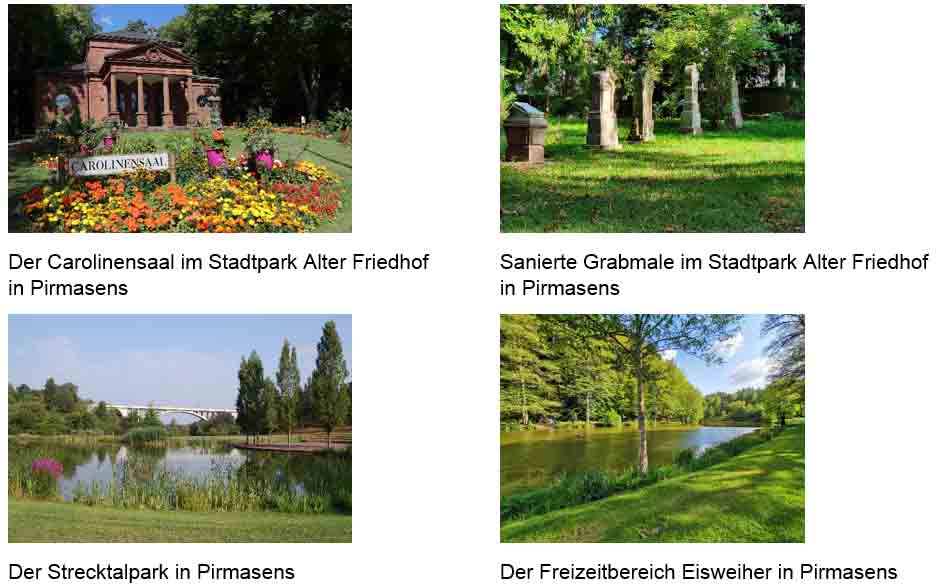 CAROLINENSAAL
Der Carolinensaal im Stadtpark Alter Friedhof
in Pirmasens
Sanierte Grabmale im Stadtpark Alter Friedhof
in Pirmasens
Der Strecktalpark in Pirmasens
Der Freizeitbereich Eisweiher in Pirmasens